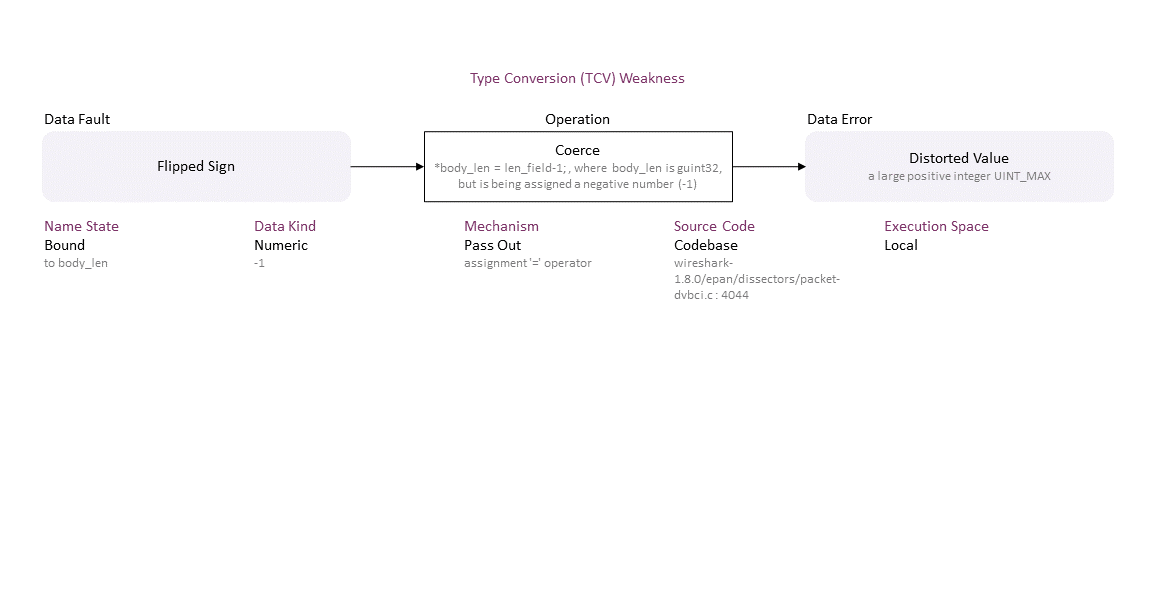 Type Conversion (TCV) Weakness
Data Fault
Operation
Data Error
Flipped Sign
Coerce
*body_len = len_field-1; , where body_len is guint32,
but is being assigned a negative number (-1)
Distorted Value
a large positive integer UINT_MAX
Name State
Bound
to body_len
Data Kind
Numeric
-1
Mechanism
Pass Out
assignment '=' operator
Source Code
Codebase
wireshark-
1.8.0/epan/dissectors/packet-
dvbci.c : 4044
Execution Space
Local